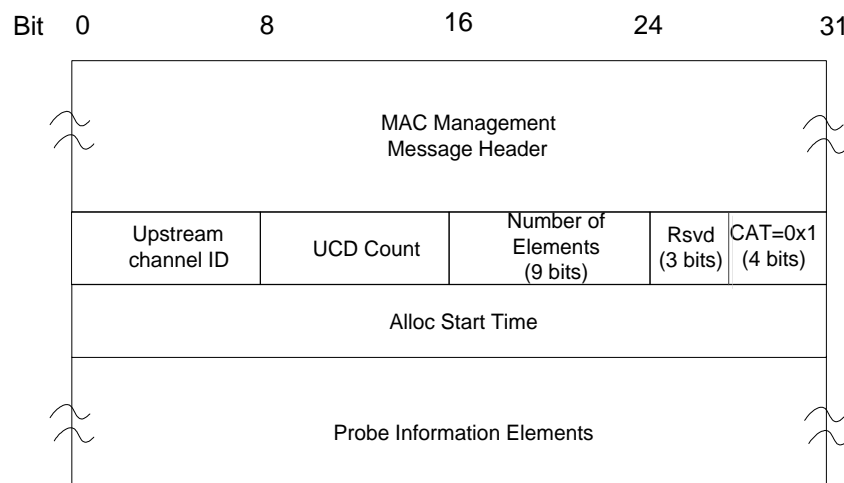 Bit 0 8 16 24 31
MAC Management
Message Header
Upstream
channel ID
UCD Count
Number of
Elements
(9 bits)
Rsvd
(3 bits)
CAT=0x1
(4 bits)
Alloc Start Time
Probe Information Elements